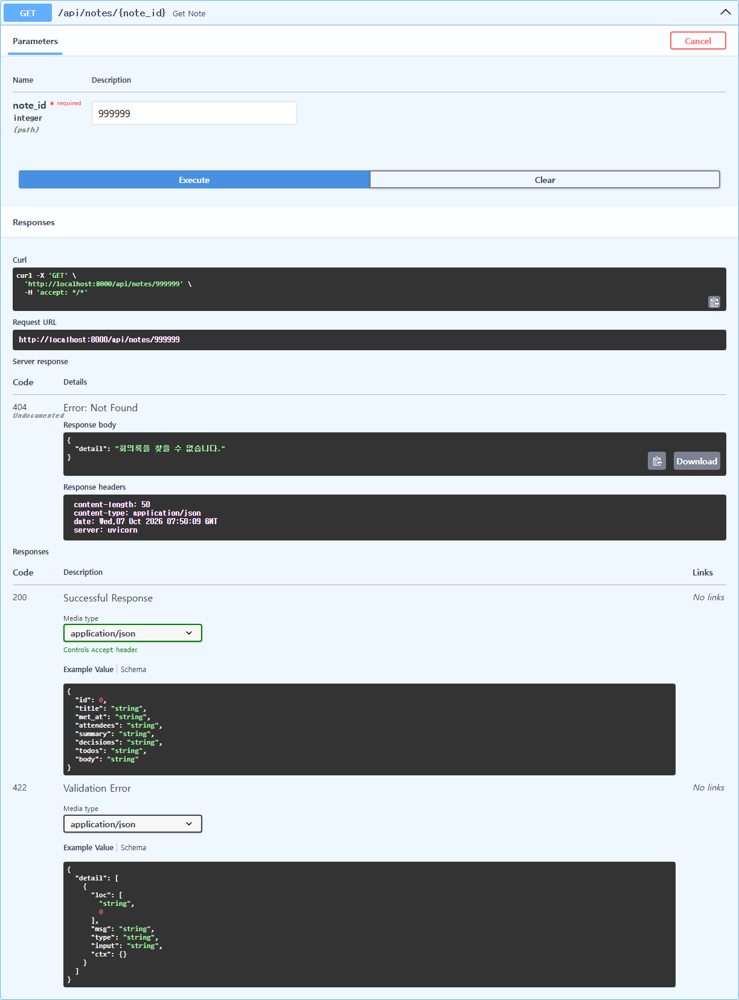 GET /api/notes/{note_id} Get Note
Parameters
Cancel
Name Description
note_id * required
integer
(path)
999999
Execute Clear
Responses
Curl
curl -X 'GET' \
  'http://localhost:8000/api/notes/999999' \
  -H 'accept: */*'
Request URL
http://localhost:8000/api/notes/999999
Server response
Code Details
404
Undocumented
Error: Not Found
Response body
{
  "detail": "회의록을 찾을 수 없습니다."
}
Download
Response headers
content-length: 50
content-type: application/json
date: Wed,07 Oct 2026 07:50:09 GMT
server: uvicorn
Responses
Code Description Links
200 Successful Response No links
Media type
application/json
Controls Accept header.
Example Value Schema
{
  "id": 0,
  "title": "string",
  "met_at": "string",
  "attendees": "string",
  "summary": "string",
  "decisions": "string",
  "todos": "string",
  "body": "string"
}
422 Validation Error No links
Media type
application/json
Example Value Schema
{
  "detail": [
    {
      "loc": [
        "string",
        0
      ],
      "msg": "string",
      "type": "string",
      "input": "string",
      "ctx": {}
    }
  ]
}